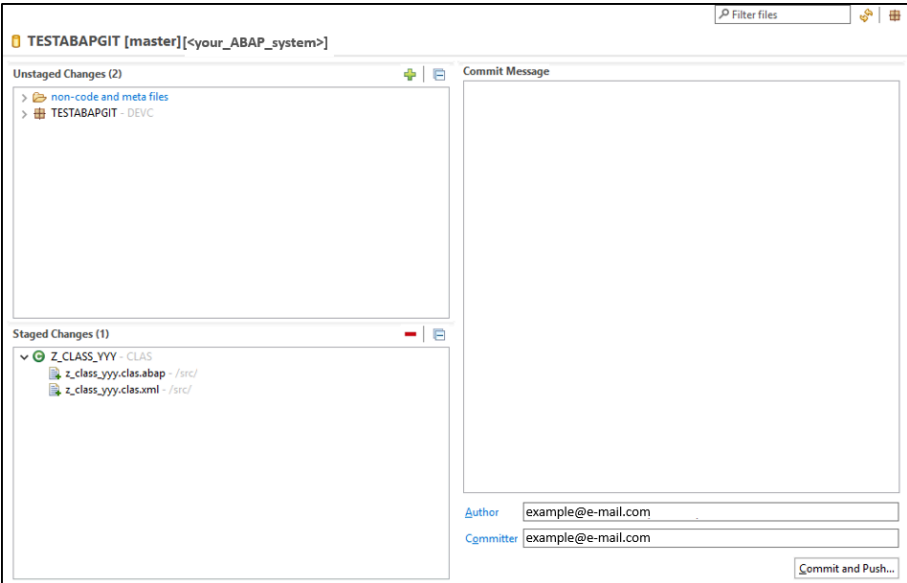 Filter files
TESTABAPGIT [master][<your_ABAP_system>]
Unstaged Changes (2)
non-code and meta files
TESTABAPGIT - DEVC
Staged Changes (1)
Z_CLASS_YYY - CLAS
z_class_yyy.clas.abap - /src/
z_class_yyy.clas.xml - /src/
Commit Message
Author example@e-mail.com
Committer example@e-mail.com
Commit and Push...